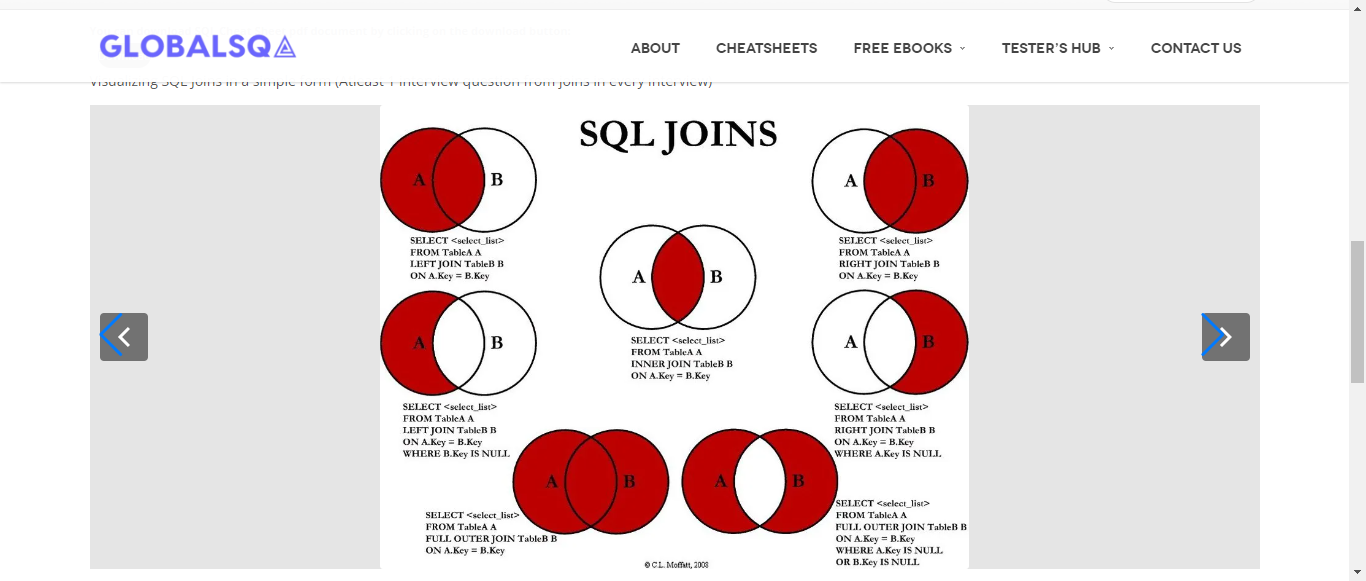 GLOBALSQA
ABOUT
CHEATSHEETS
FREE EBOOKS
TESTER'S HUB
CONTACT US
Visualizing SQL Joins in a simple form (Atleast 1 interview question from joins in every interview)
SQL JOINS
A B
SELECT <select_list>
FROM TableA A
LEFT JOIN TableB B
ON A.Key = B.Key
A B
SELECT <select_list>
FROM TableA A
RIGHT JOIN TableB B
ON A.Key = B.Key
A B
SELECT <select_list>
FROM TableA A
INNER JOIN TableB B
ON A.Key = B.Key
A B
SELECT <select_list>
FROM TableA A
LEFT JOIN TableB B
ON A.Key = B.Key
WHERE B.Key IS NULL
A B
SELECT <select_list>
FROM TableA A
RIGHT JOIN TableB B
ON A.Key = B.Key
WHERE A.Key IS NULL
A B
SELECT <select_list>
FROM TableA A
FULL OUTER JOIN TableB B
ON A.Key = B.Key
A B
SELECT <select_list>
FROM TableA A
FULL OUTER JOIN TableB B
ON A.Key = B.Key
WHERE A.Key IS NULL
OR B.Key IS NULL
© C.L. Moffatt, 2008